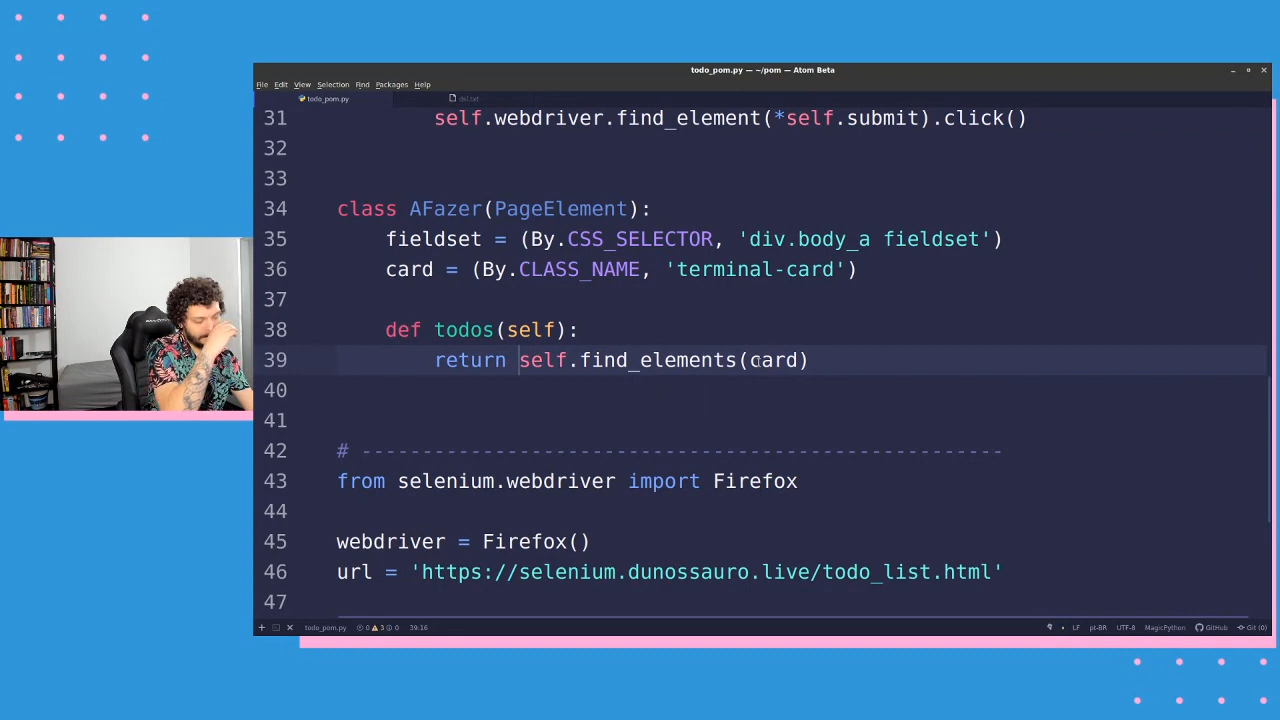 todo_pom.py — ~/pom — Atom Beta
File Edit View Selection Find Packages Help
todo_pom.py
31 self.webdriver.find_element(*self.submit).click()
32
33
34 class AFazer(PageElement):
35 fieldset = (By.CSS_SELECTOR, 'div.body_a fieldset')
36 card = (By.CLASS_NAME, 'terminal-card')
37
38 def todos(self):
39 return self.find_elements(card)
40
41
42 # -----------------------------------------------------
43 from selenium.webdriver import Firefox
44
45 webdriver = Firefox()
46 url = 'https://selenium.dunossauro.live/todo_list.html'
47
todo_pom.py 0 3 0 39:16 LF pt-BR UTF-8 MagicPython GitHub Git (0)